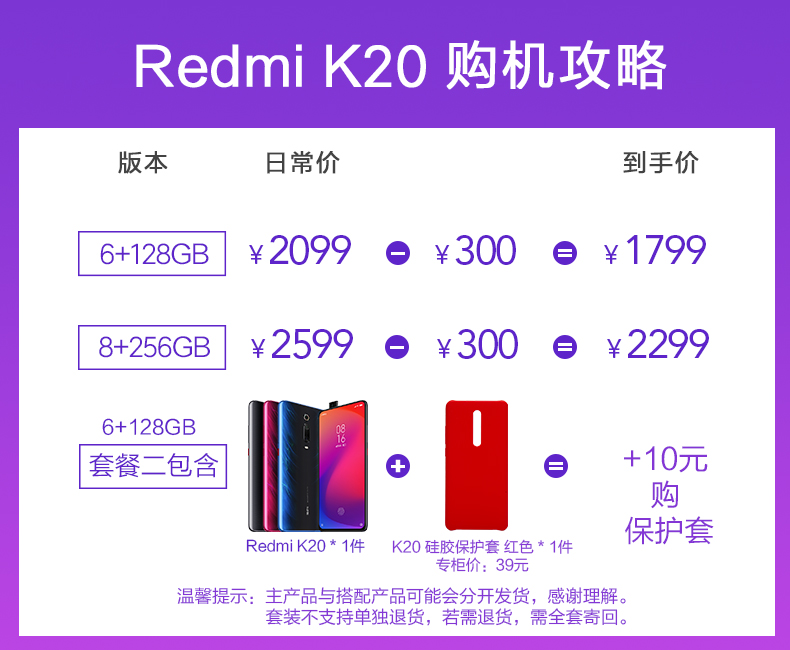 Redmi K20 购机攻略
版本 日常价 到手价
6+128GB ¥2099 - ¥300 = ¥1799
8+256GB ¥2599 - ¥300 = ¥2299
6+128GB
套餐二包含
08
16
+ =
+10元
购
保护套
Redmi K20 * 1件
K20 硅胶保护套 红色 * 1件
专柜价：39元
温馨提示：主产品与搭配产品可能会分开发货，感谢理解。
套装不支持单独退货，若需退货，需全套寄回。